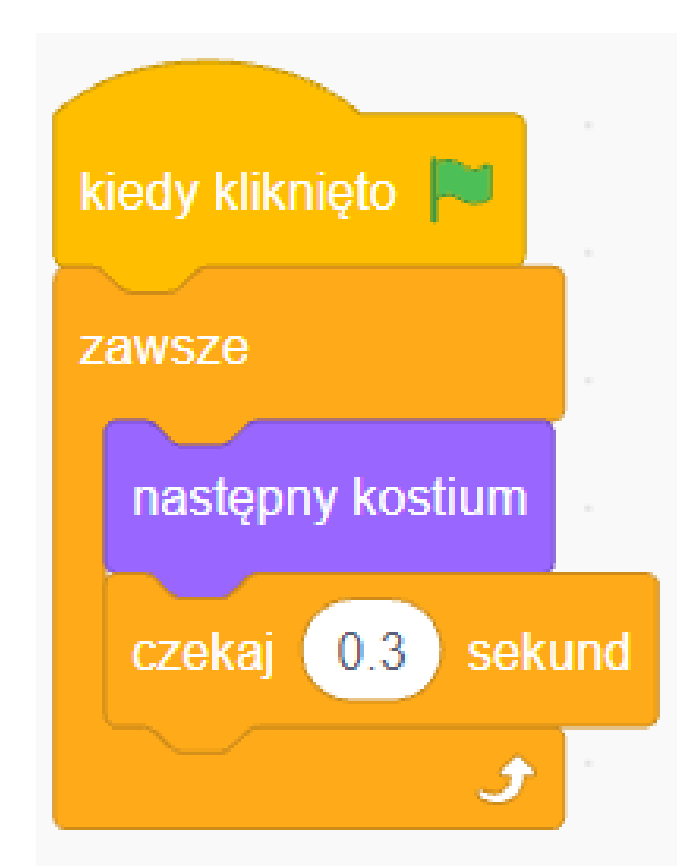 kiedy kliknięto
zawsze
następny kostium
czekaj 0.3 sekund